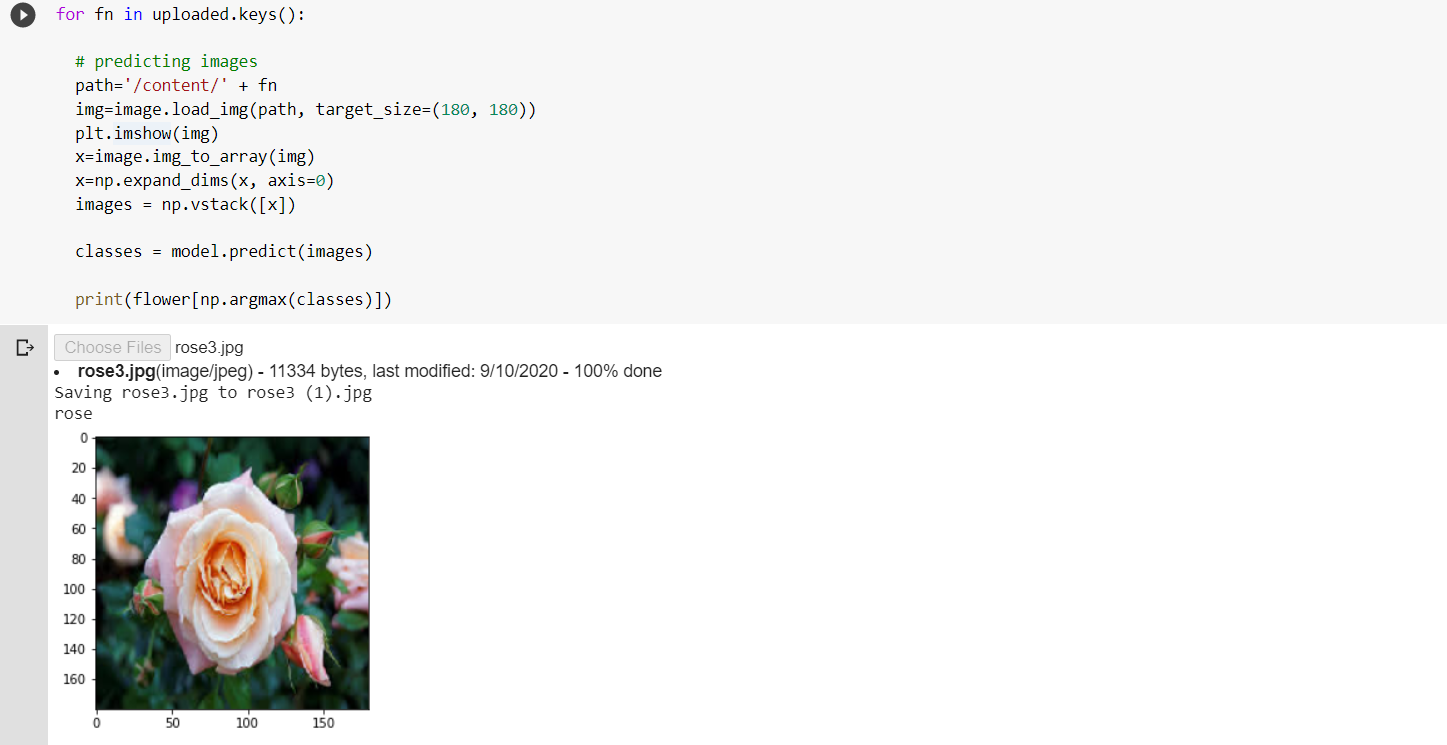 for fn in uploaded.keys():
# predicting images
path='/content/' + fn
img=image.load_img(path, target_size=(180, 180))
plt.imshow(img)
x=image.img_to_array(img)
x=np.expand_dims(x, axis=0)
images = np.vstack([x])
classes = model.predict(images)
print(flower[np.argmax(classes)])
Choose Files rose3.jpg
• rose3.jpg(image/jpeg) - 11334 bytes, last modified: 9/10/2020 - 100% done
Saving rose3.jpg to rose3 (1).jpg
rose
0
20
40
60
80
100
120
140
160
0 50 100 150